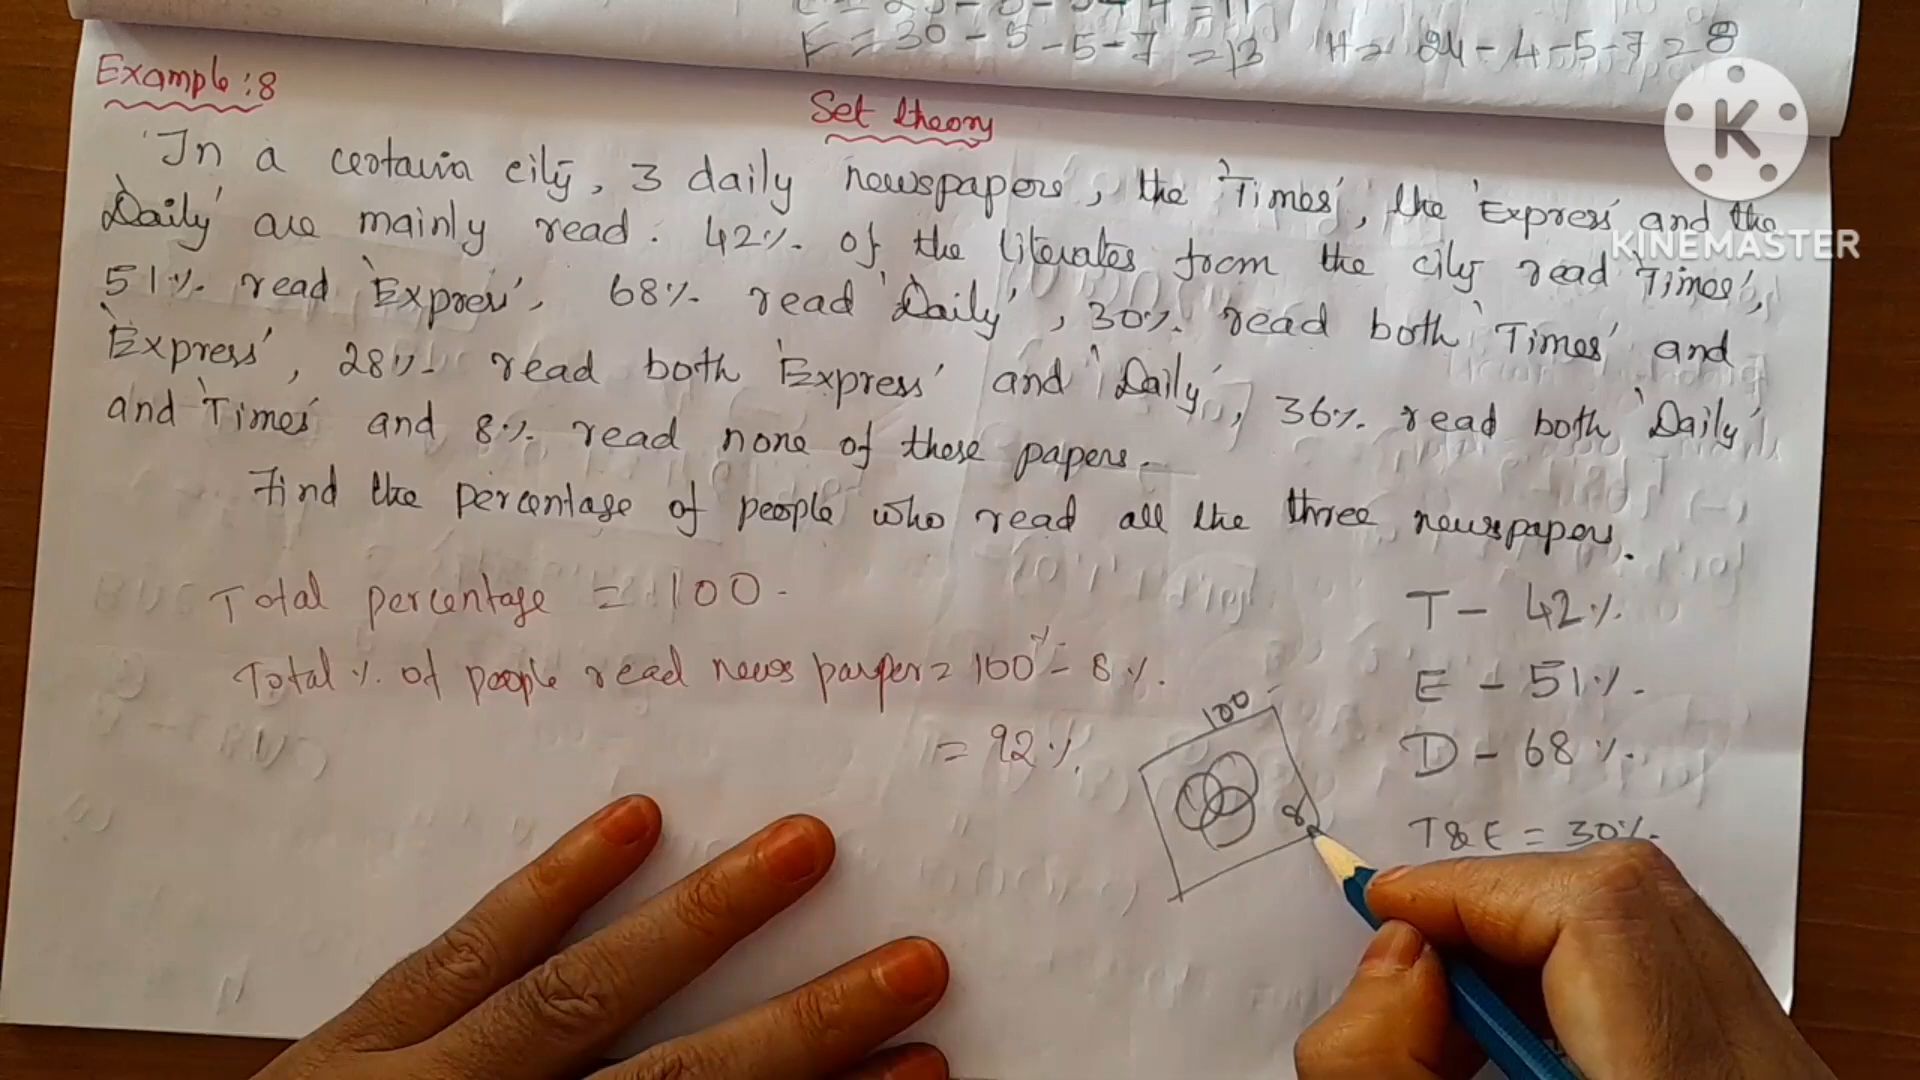 F = 30 - 5 - 5 - 7 = 13 H = 24 - 4 - 5 - 7 = 8
Example: 8
Set theory
K
KINEMASTER
In a certain city, 3 daily newspapers, the 'Times', the 'Express' and the
'Daily' are mainly read. 42% of the literates from the city read 'Times',
51% read 'Expres', 68% read 'Daily', 30% read both 'Times' and
'Express', 28% read both 'Express' and 'Daily', 36% read both 'Daily'
and 'Times' and 8% read none of these papers.
Find the percentage of people who read all the three newspapers.
Total percentage = 100.
Total % of people read news papper = 100% - 8%.
= 92%.
100
8
T - 42%.
E - 51%.
D - 68%.
T & E = 30%.